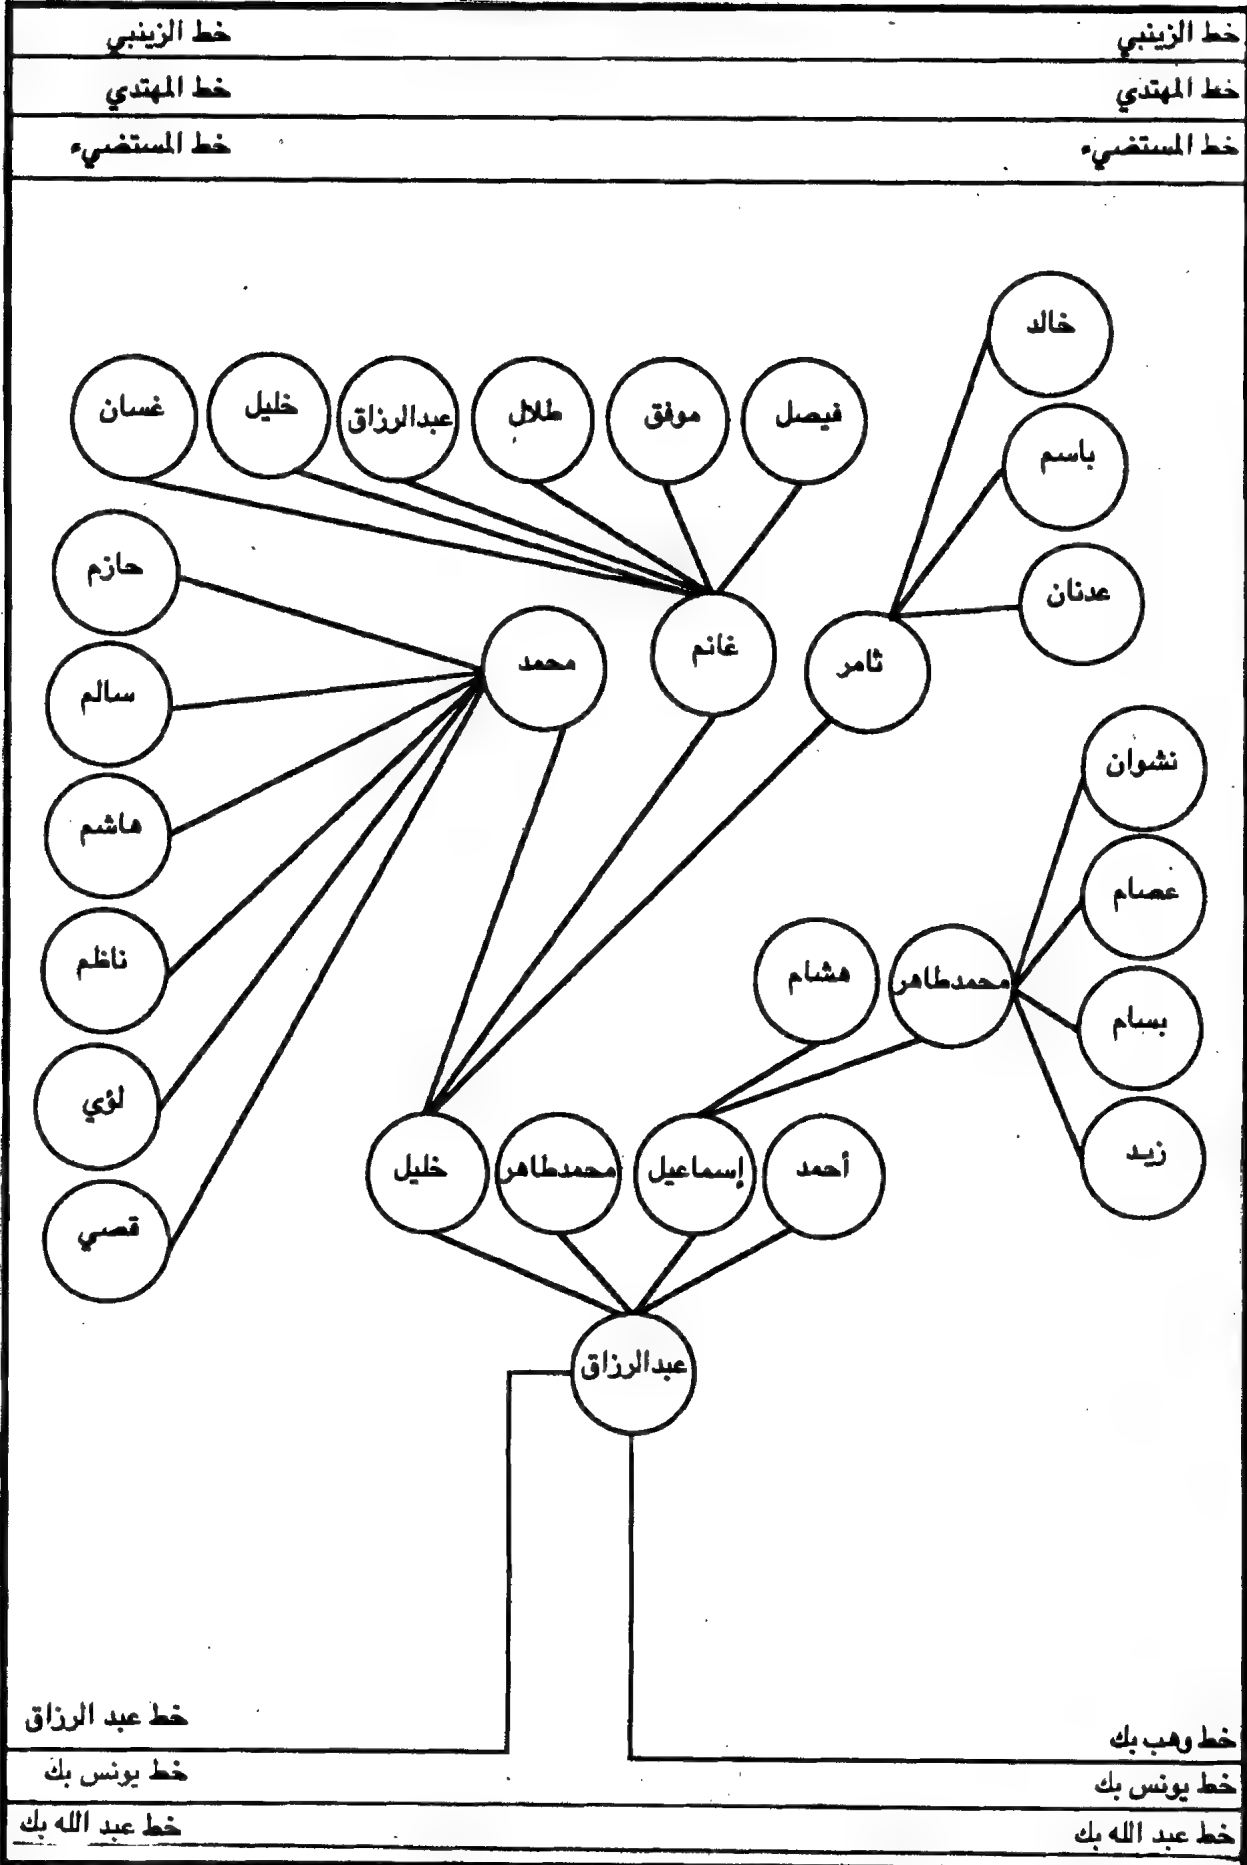 خط الزينبي خط الزينبي
خط المهتدي خط المهتدي
خط المستضيء خط المستضيء
خالد
فيصل موفق طلال عبدالرزاق خليل غسان
باسم
حازم
عدنان
ثامر غانم محمد
سالم
نشوان
هاشم
عصام
محمدطاهر هشام
ناظم
بسام
لؤي
زيد
أحمد إسماعيل محمدطاهر خليل
قصي
عبدالرزاق
خط عبد الرزاق
خط وهب بك
خط يونس بك خط يونس بك
خط عبد الله بك خط عبد الله بك